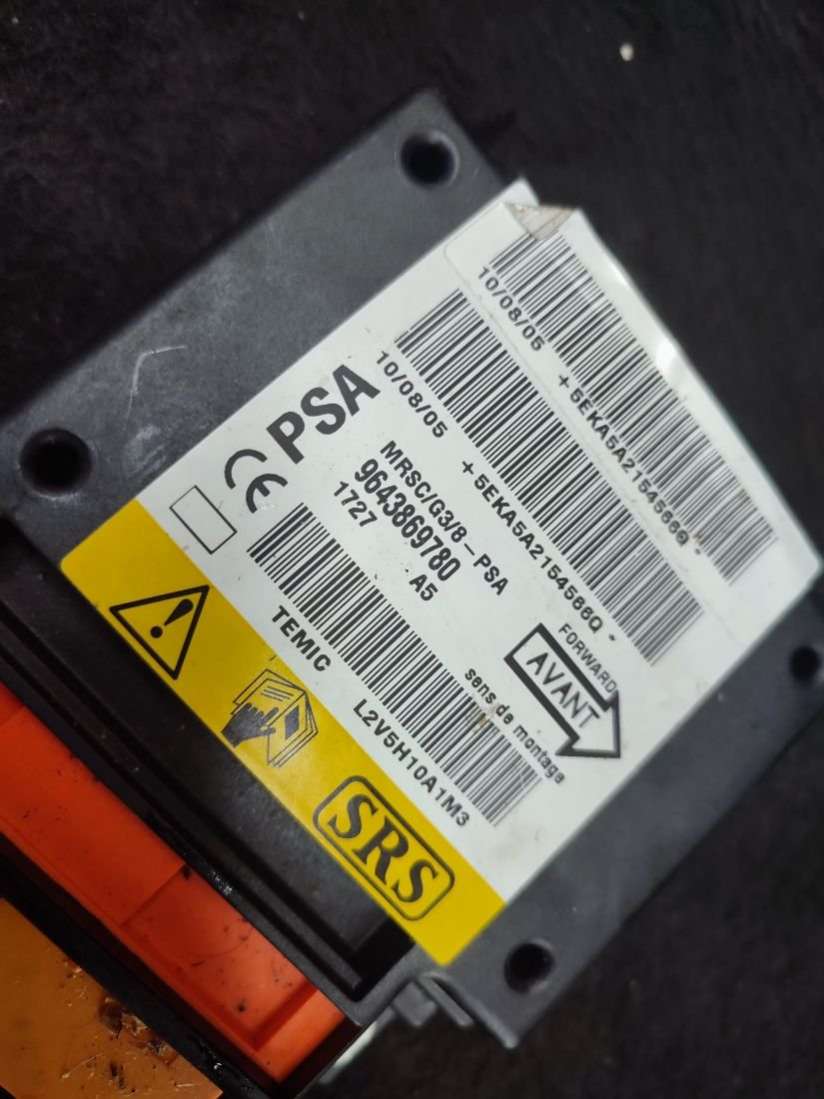 10/08/05 +5EKA5A2154566Q-
10/08/05 +5EKA5A2154566Q-
CE PSA
MRSC/G3/8-PSA
9643869780
1727 A5
FORWARD
AVANT
sens de montage
TEMIC L2V5H10A1M3
SRS